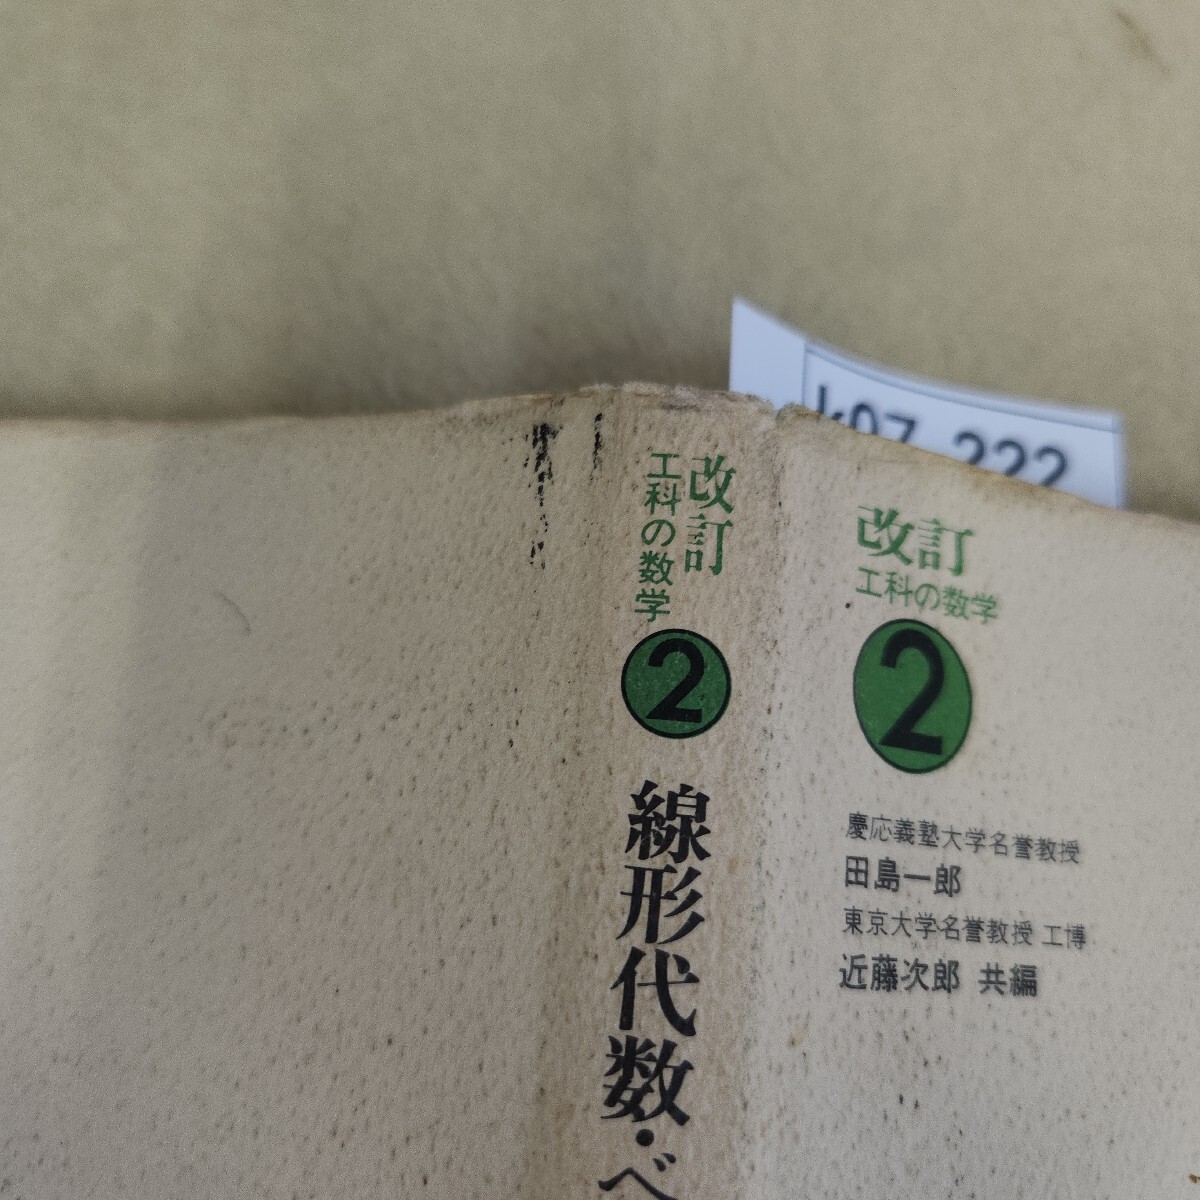 改訂
工科の数学
2
線形代数・ベ
改訂
工科の数学
2
慶応義塾大学名誉教授
田島一郎
東京大学名誉教授 工博
近藤次郎 共編
k07 222